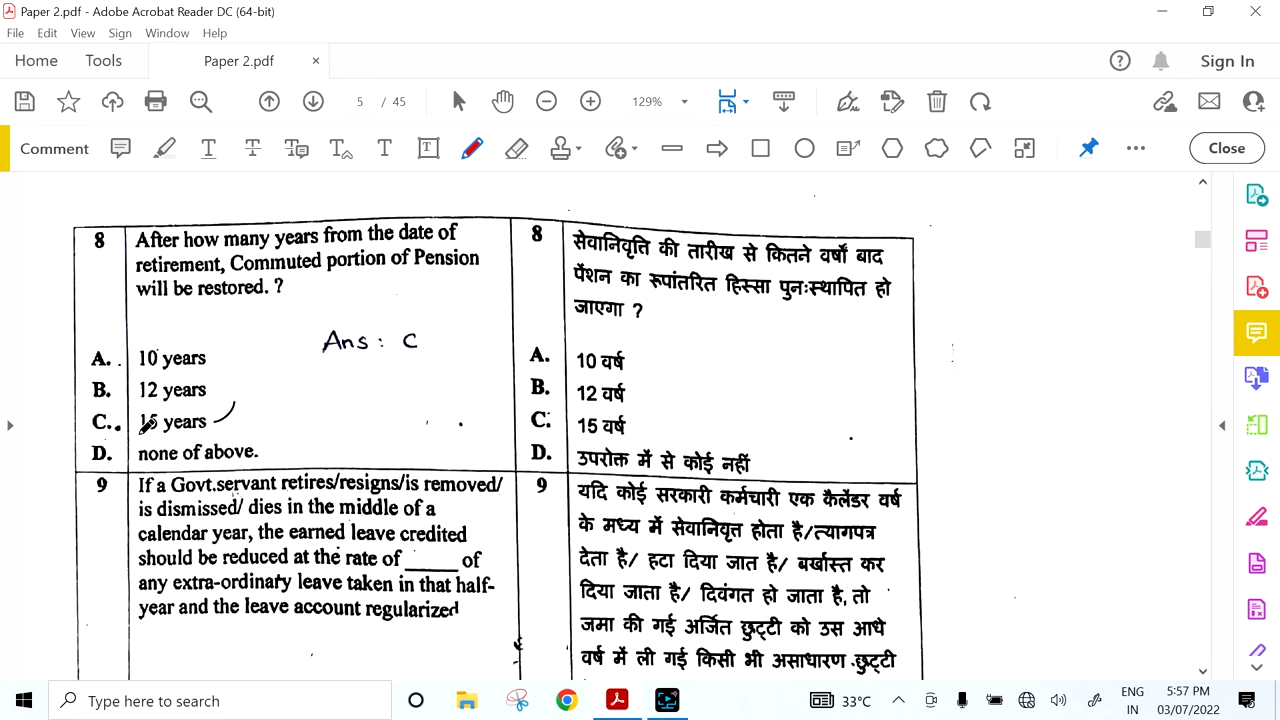 Paper 2.pdf - Adobe Acrobat Reader DC (64-bit)
File Edit View Sign Window Help
Home Tools Paper 2.pdf × Sign In
5 / 45 129%
Comment Close
8 After how many years from the date of
retirement, Commuted portion of Pension
will be restored. ?
Ans : C
A. 10 years
B. 12 years
C. 15 years
D. none of above.
9 If a Govt.servant retires/resigns/is removed/
is dismissed/ dies in the middle of a
calendar year, the earned leave credited
should be reduced at the rate of _____ of
any extra-ordinary leave taken in that half-
year and the leave account regularized
8 सेवानिवृत्ति की तारीख से कितने वर्षों बाद
पेंशन का रूपांतरित हिस्सा पुनःस्थापित हो
जाएगा ?
A. 10 वर्ष
B. 12 वर्ष
C. 15 वर्ष
D. उपरोक्त में से कोई नहीं
9 यदि कोई सरकारी कर्मचारी एक कैलेंडर वर्ष
के मध्य में सेवानिवृत्त होता है/त्यागपत्र
देता है/ हटा दिया जात है/ बर्खास्त कर
दिया जाता है/ दिवंगत हो जाता है, तो
जमा की गई अर्जित छुट्टी को उस आधे
वर्ष में ली गई किसी भी असाधारण छुट्टी
Type here to search
33°C ENG 5:57 PM
IN 03/07/2022